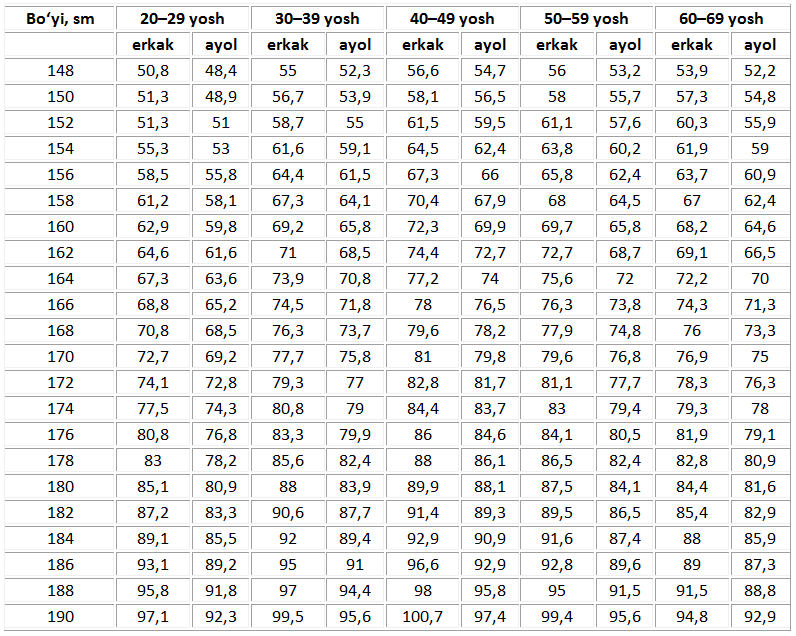 Bo‘yi, sm 20–29 yosh 30–39 yosh 40–49 yosh 50–59 yosh 60–69 yosh
erkak ayol erkak ayol erkak ayol erkak ayol erkak ayol
148 50,8 48,4 55 52,3 56,6 54,7 56 53,2 53,9 52,2
150 51,3 48,9 56,7 53,9 58,1 56,5 58 55,7 57,3 54,8
152 51,3 51 58,7 55 61,5 59,5 61,1 57,6 60,3 55,9
154 55,3 53 61,6 59,1 64,5 62,4 63,8 60,2 61,9 59
156 58,5 55,8 64,4 61,5 67,3 66 65,8 62,4 63,7 60,9
158 61,2 58,1 67,3 64,1 70,4 67,9 68 64,5 67 62,4
160 62,9 59,8 69,2 65,8 72,3 69,9 69,7 65,8 68,2 64,6
162 64,6 61,6 71 68,5 74,4 72,7 72,7 68,7 69,1 66,5
164 67,3 63,6 73,9 70,8 77,2 74 75,6 72 72,2 70
166 68,8 65,2 74,5 71,8 78 76,5 76,3 73,8 74,3 71,3
168 70,8 68,5 76,3 73,7 79,6 78,2 77,9 74,8 76 73,3
170 72,7 69,2 77,7 75,8 81 79,8 79,6 76,8 76,9 75
172 74,1 72,8 79,3 77 82,8 81,7 81,1 77,7 78,3 76,3
174 77,5 74,3 80,8 79 84,4 83,7 83 79,4 79,3 78
176 80,8 76,8 83,3 79,9 86 84,6 84,1 80,5 81,9 79,1
178 83 78,2 85,6 82,4 88 86,1 86,5 82,4 82,8 80,9
180 85,1 80,9 88 83,9 89,9 88,1 87,5 84,1 84,4 81,6
182 87,2 83,3 90,6 87,7 91,4 89,3 89,5 86,5 85,4 82,9
184 89,1 85,5 92 89,4 92,9 90,9 91,6 87,4 88 85,9
186 93,1 89,2 95 91 96,6 92,9 92,8 89,6 89 87,3
188 95,8 91,8 97 94,4 98 95,8 95 91,5 91,5 88,8
190 97,1 92,3 99,5 95,6 100,7 97,4 99,4 95,6 94,8 92,9